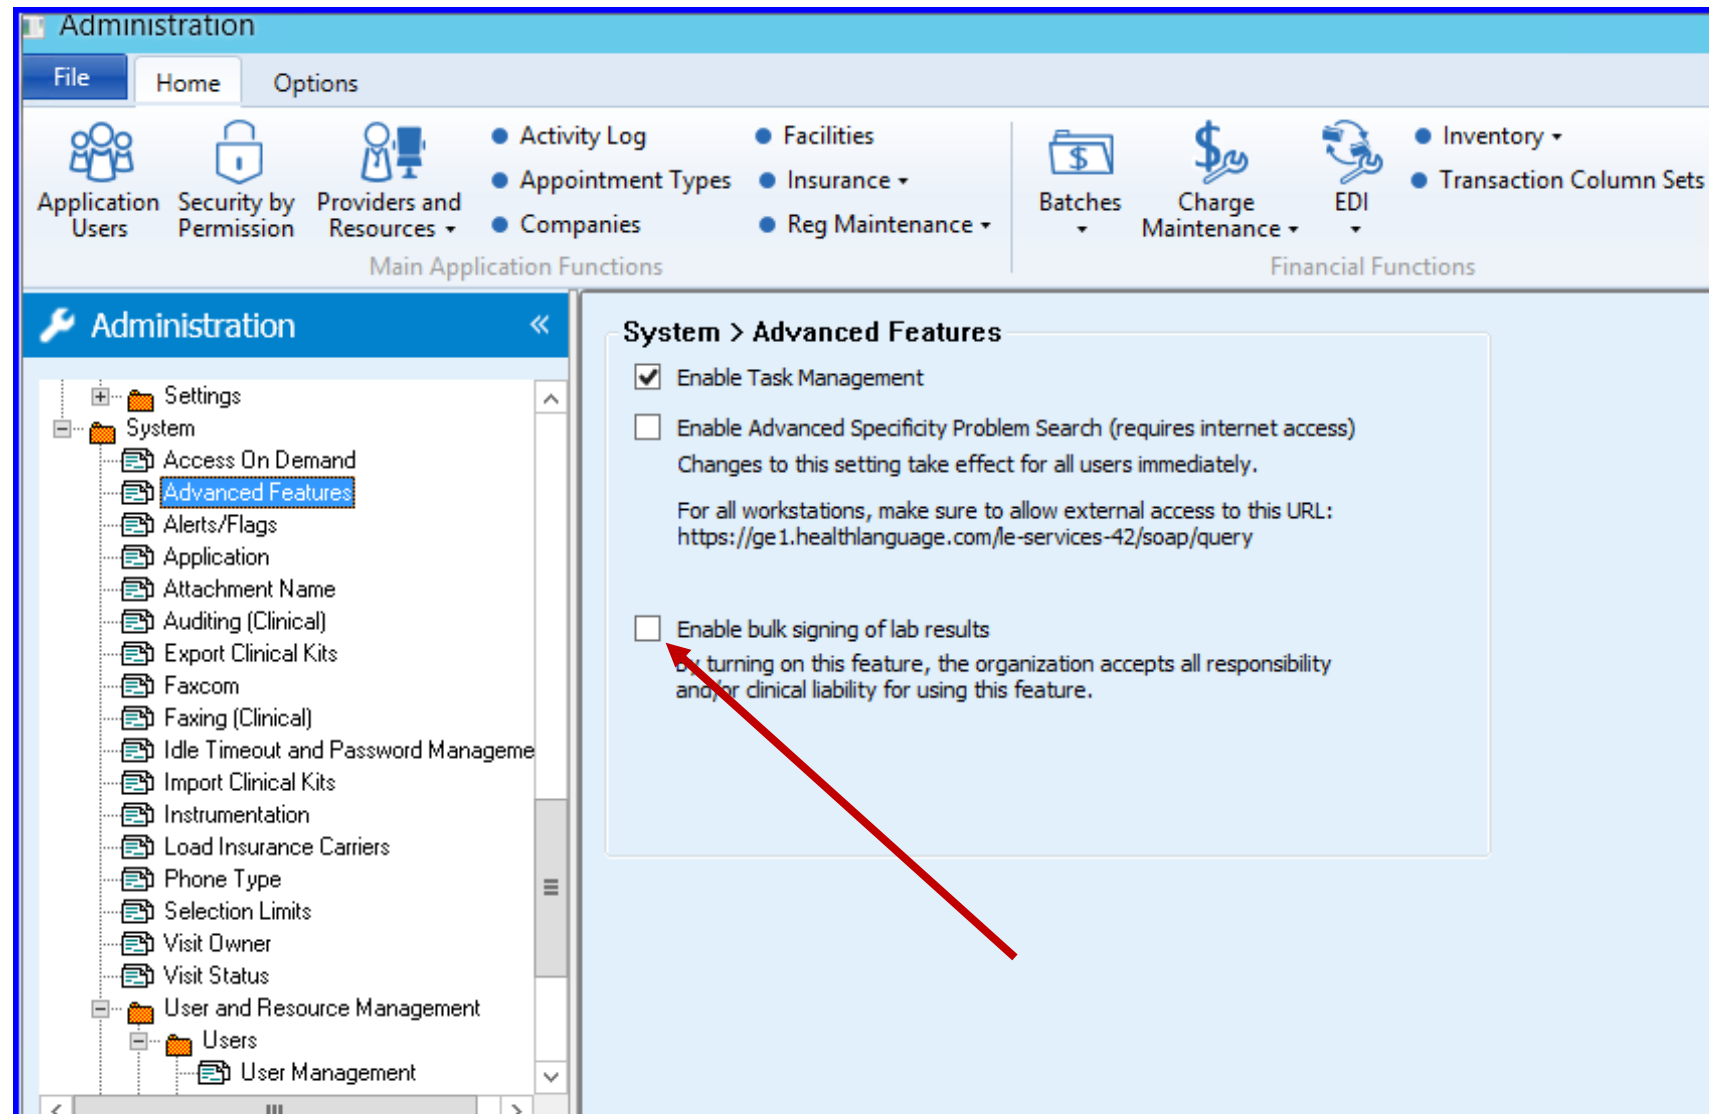 Administration
File Home Options
Application Users
Security by Permission
Providers and Resources
Activity Log
Appointment Types
Companies
Facilities
Insurance
Reg Maintenance
Main Application Functions
Batches
Charge Maintenance
EDI
Inventory
Transaction Column Sets
Financial Functions
Administration
Settings
System
Access On Demand
Advanced Features
Alerts/Flags
Application
Attachment Name
Auditing (Clinical)
Export Clinical Kits
Faxcom
Faxing (Clinical)
Idle Timeout and Password Manageme
Import Clinical Kits
Instrumentation
Load Insurance Carriers
Phone Type
Selection Limits
Visit Owner
Visit Status
User and Resource Management
Users
User Management
System > Advanced Features
Enable Task Management
Enable Advanced Specificity Problem Search (requires internet access)
Changes to this setting take effect for all users immediately.
For all workstations, make sure to allow external access to this URL:
https://ge1.healthlanguage.com/le-services-42/soap/query
Enable bulk signing of lab results
By turning on this feature, the organization accepts all responsibility
and/or clinical liability for using this feature.